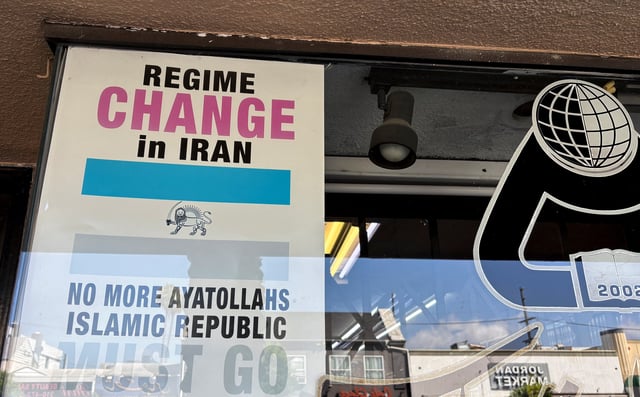 REGIME
CHANGE
in IRAN
NO MORE AYATOLLAHS
ISLAMIC REPUBLIC
MUST GO
2002
JORDAN
MARKET